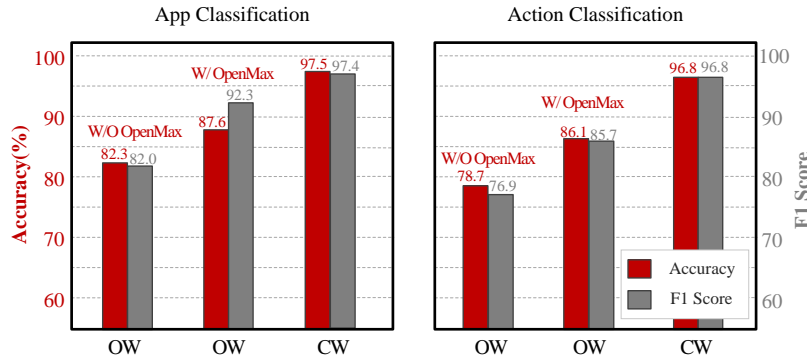 App Classification
Action Classification
Accuracy(%)
100
90
80
70
60
W/O OpenMax
82.3
82.0
W/ OpenMax
87.6
92.3
97.5
97.4
OW
OW
CW
W/O OpenMax
78.7
76.9
W/ OpenMax
86.1
85.7
96.8
96.8
Accuracy
F1 Score
OW
OW
CW
100
90
80
70
60
F1 Score